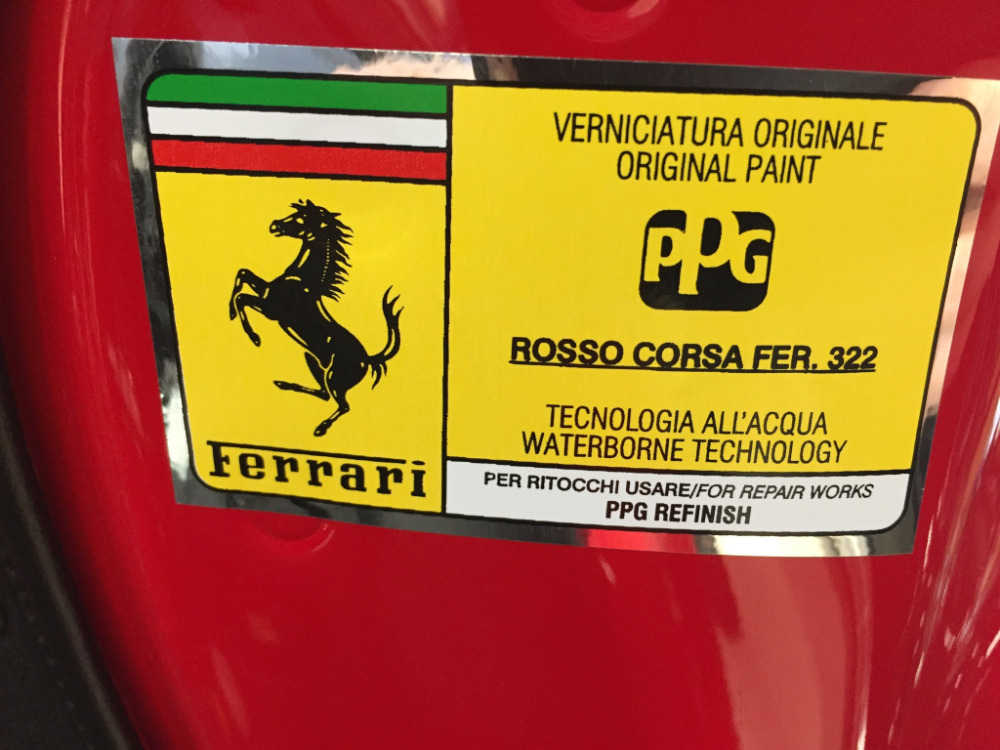 VERNICIATURA ORIGINALE
ORIGINAL PAINT
PPG
ROSSO CORSA FER. 322
TECNOLOGIA ALL'ACQUA
WATERBORNE TECHNOLOGY
PER RITOCCHI USARE/FOR REPAIR WORKS
PPG REFINISH
Ferrari